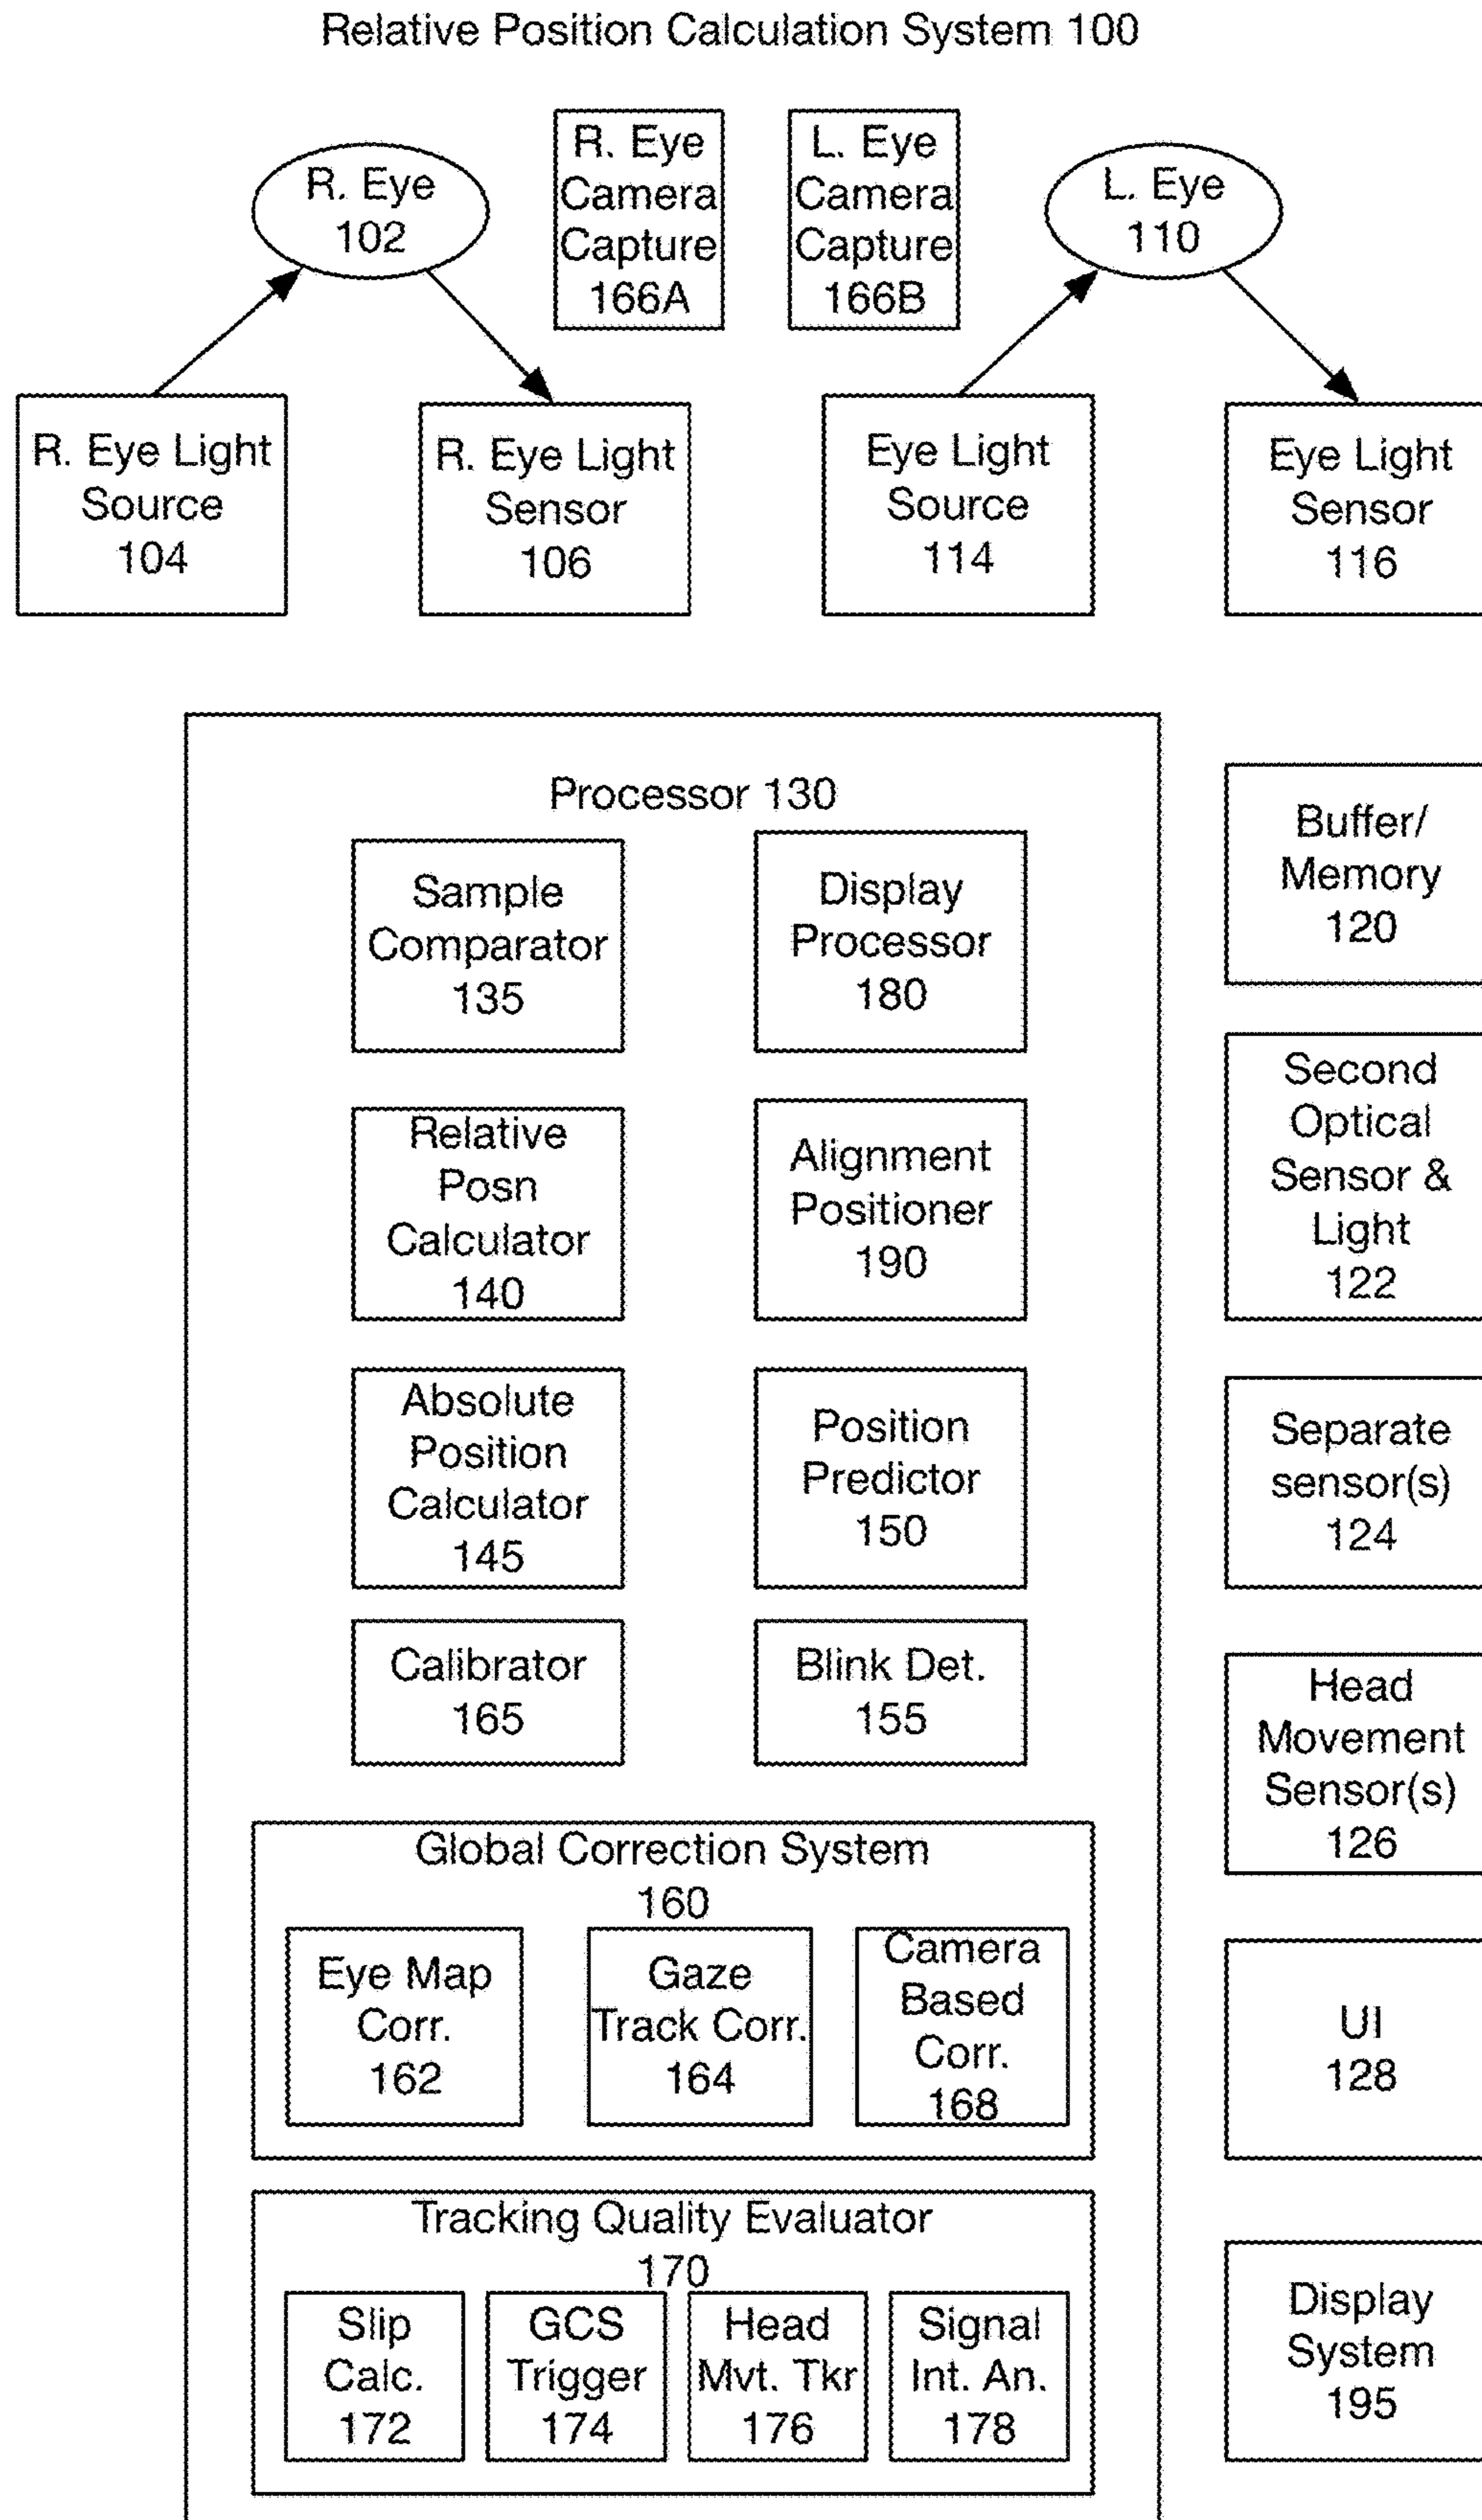 Relative Position Calculation System 100
R. Eye
102
R. Eye
Camera
Capture
166A
L. Eye
Camera
Capture
166B
L. Eye
110
R. Eye Light
Source
104
R. Eye Light
Sensor
106
Eye Light
Source
114
Eye Light
Sensor
116
Processor 130
Sample
Comparator
135
Display
Processor
180
Relative
Posn
Calculator
140
Alignment
Positioner
190
Absolute
Position
Calculator
145
Position
Predictor
150
Calibrator
165
Blink Det.
155
Global Correction System
160
Eye Map
Corr.
162
Gaze
Track Corr.
164
Camera
Based
Corr.
168
Tracking Quality Evaluator
170
Slip
Calc.
172
GCS
Trigger
174
Head
Mvt. Tkr
176
Signal
Int. An.
178
Buffer/
Memory
120
Second
Optical
Sensor &
Light
122
Separate
sensor(s)
124
Head
Movement
Sensor(s)
126
UI
128
Display
System
195